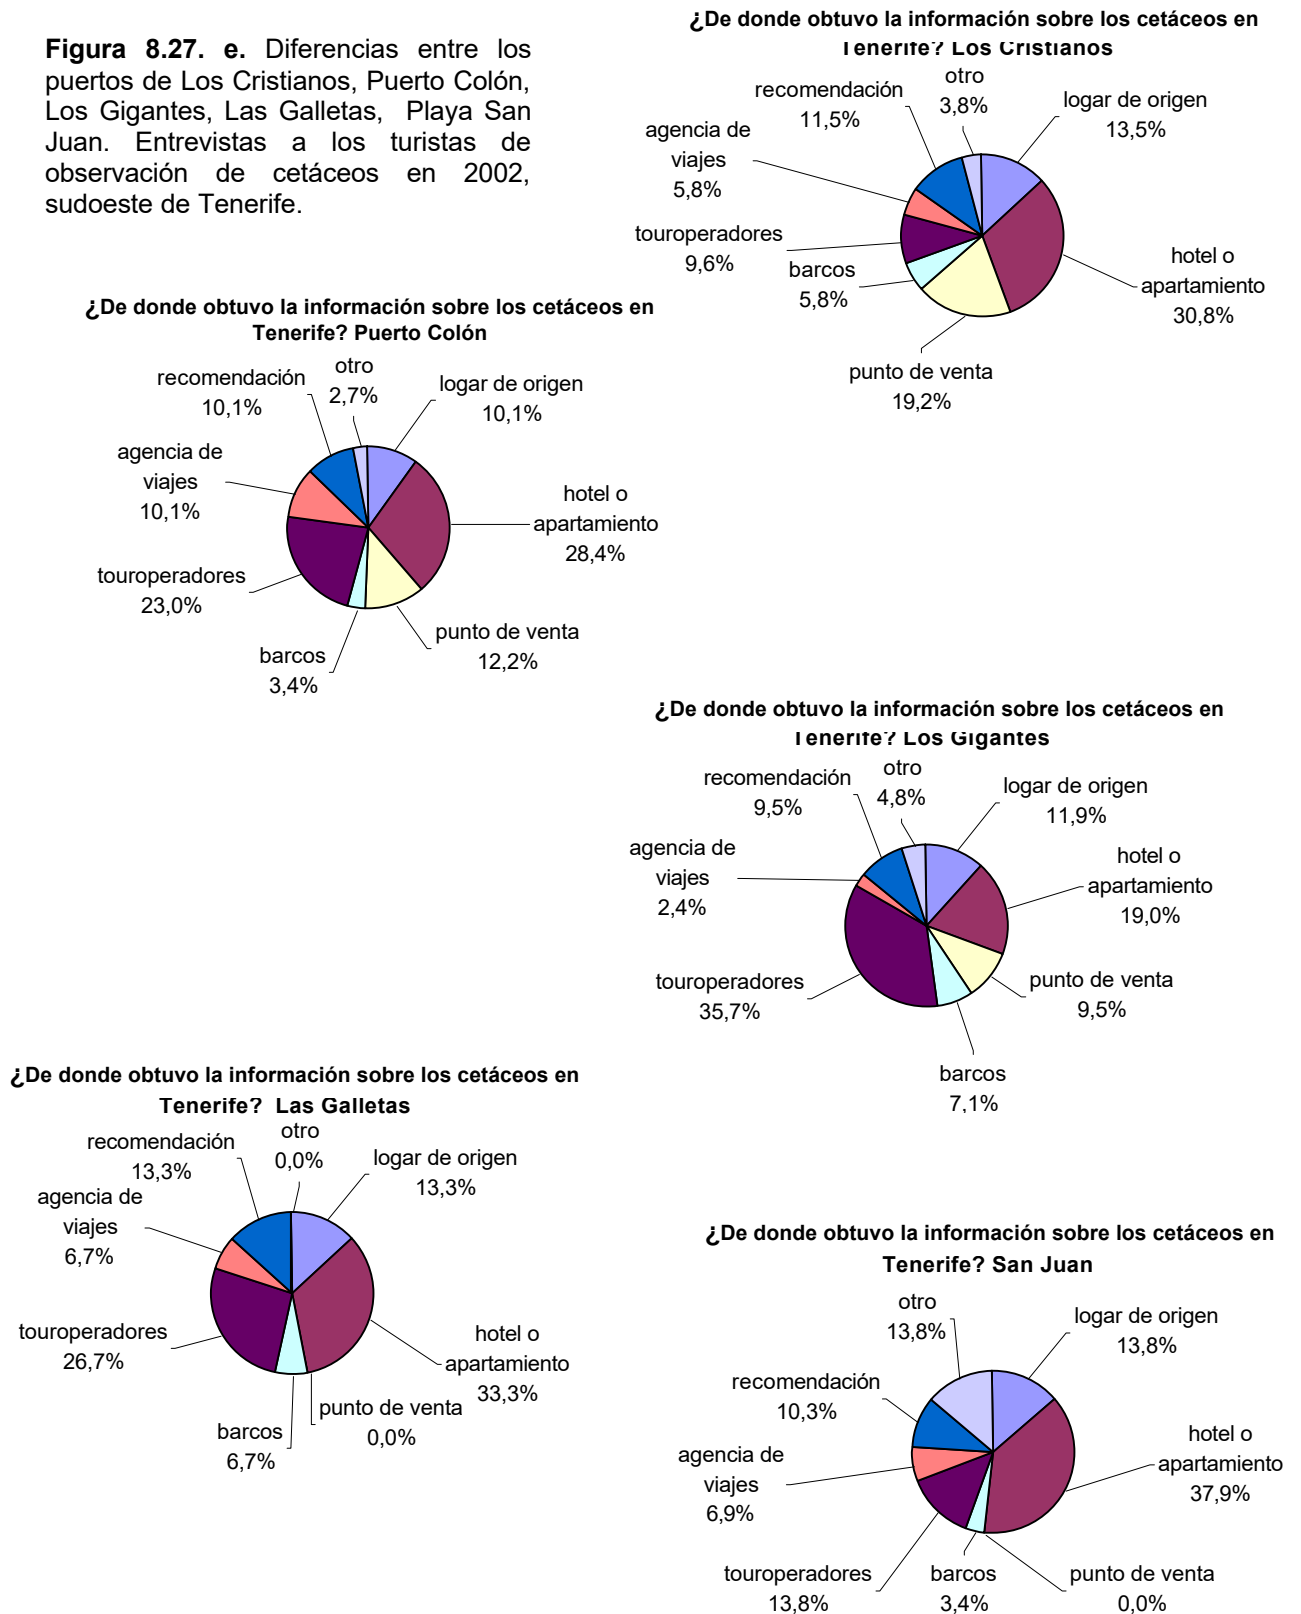 Figura 8.27. e. Diferencias entre los
puertos de Los Cristianos, Puerto Colón,
Los Gigantes, Las Galletas, Playa San
Juan. Entrevistas a los turistas de
observación de cetáceos en 2002,
sudoeste de Tenerife.
¿De donde obtuvo la información sobre los cetáceos en
Tenerife? Los Cristianos
otro
3,8%
recomendación
11,5%
logar de origen
13,5%
agencia de
viajes
5,8%
touroperadores
9,6%
barcos
5,8%
hotel o
apartamiento
30,8%
punto de venta
19,2%
¿De donde obtuvo la información sobre los cetáceos en
Tenerife? Puerto Colón
otro
2,7%
recomendación
10,1%
logar de origen
10,1%
agencia de
viajes
10,1%
hotel o
apartamiento
28,4%
touroperadores
23,0%
punto de venta
12,2%
barcos
3,4%
¿De donde obtuvo la información sobre los cetáceos en
Tenerife? Los Gigantes
otro
4,8%
recomendación
9,5%
logar de origen
11,9%
agencia de
viajes
2,4%
hotel o
apartamiento
19,0%
touroperadores
35,7%
punto de venta
9,5%
barcos
7,1%
¿De donde obtuvo la información sobre los cetáceos en
Tenerife? Las Galletas
otro
0,0%
recomendación
13,3%
logar de origen
13,3%
agencia de
viajes
6,7%
touroperadores
26,7%
hotel o
apartamiento
33,3%
punto de venta
0,0%
barcos
6,7%
¿De donde obtuvo la información sobre los cetáceos en
Tenerife? San Juan
otro
13,8%
logar de origen
13,8%
recomendación
10,3%
agencia de
viajes
6,9%
hotel o
apartamiento
37,9%
touroperadores
13,8%
barcos
3,4%
punto de venta
0,0%